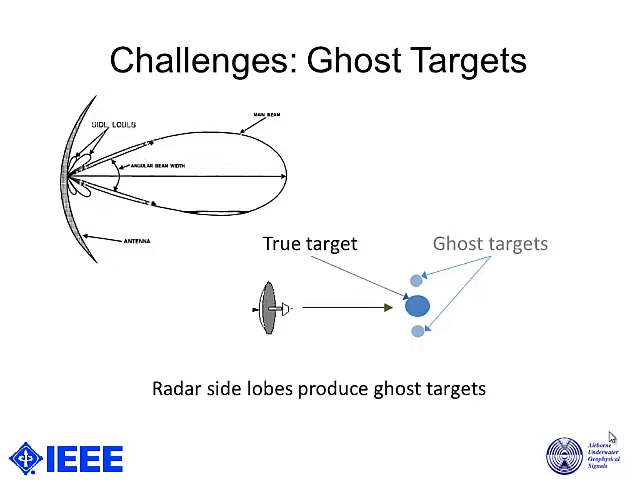 Challenges: Ghost Targets
SIDE LOBES
MAIN BEAM
ANGULAR BEAM WIDTH
ANTENNA
True target
Ghost targets
Radar side lobes produce ghost targets
IEEE
Airborne
Underwater
Geophysical
Signals